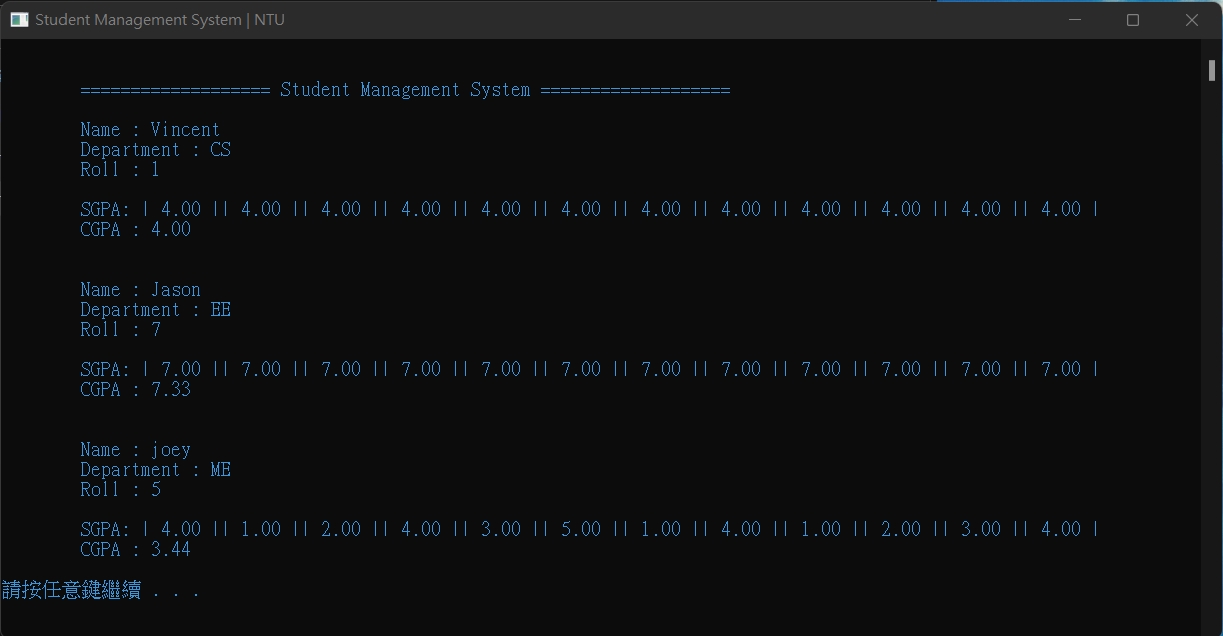 Student Management System | NTU
=================== Student Management System ===================
Name : Vincent
Department : CS
Roll : 1
SGPA: | 4.00 || 4.00 || 4.00 || 4.00 || 4.00 || 4.00 || 4.00 || 4.00 || 4.00 || 4.00 || 4.00 || 4.00 |
CGPA : 4.00
Name : Jason
Department : EE
Roll : 7
SGPA: | 7.00 || 7.00 || 7.00 || 7.00 || 7.00 || 7.00 || 7.00 || 7.00 || 7.00 || 7.00 || 7.00 || 7.00 |
CGPA : 7.33
Name : joey
Department : ME
Roll : 5
SGPA: | 4.00 || 1.00 || 2.00 || 4.00 || 3.00 || 5.00 || 1.00 || 4.00 || 1.00 || 2.00 || 3.00 || 4.00 |
CGPA : 3.44
請按任意鍵繼續 . . .